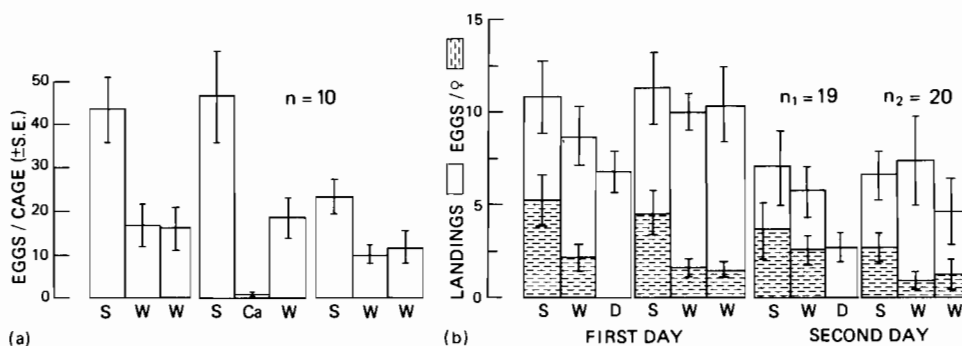 EGGS / CAGE (±S.E.)
50
40
30
20
10
0
n = 10
S W W S Ca W S W W
(a)
LANDINGS EGGS/♀
15
10
5
0
n₁ = 19 n₂ = 20
S W D S W W S W D S W W
FIRST DAY SECOND DAY
(b)